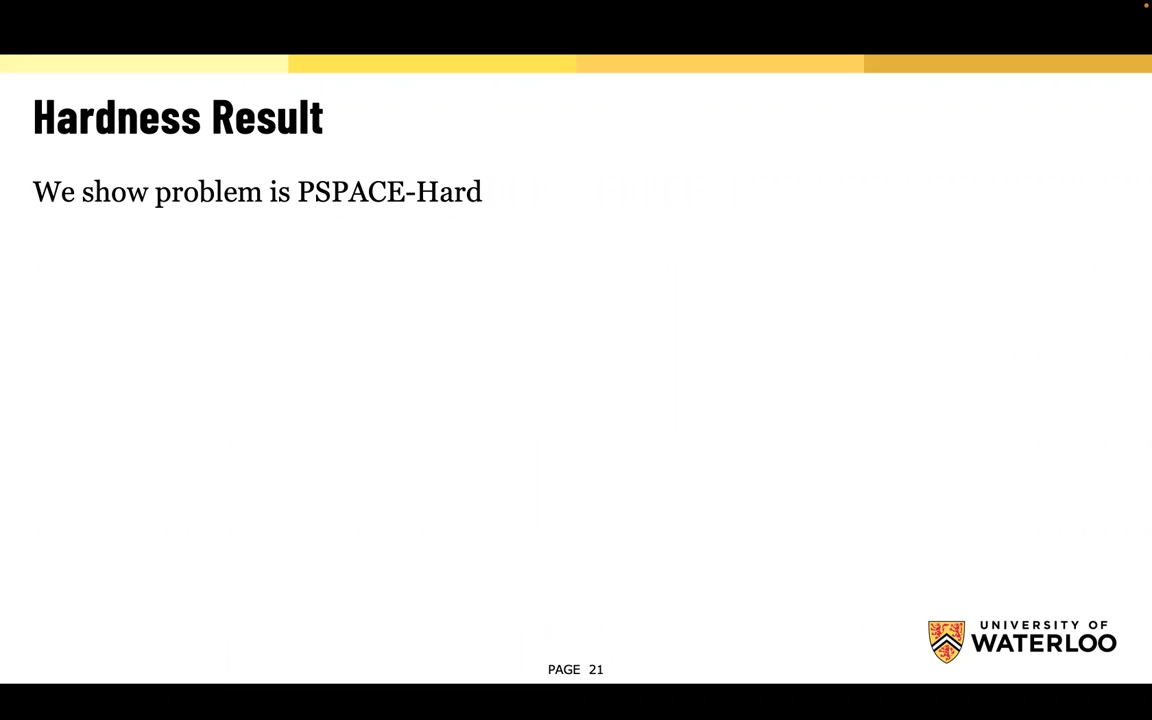 Hardness Result
We show problem is PSPACE-Hard
UNIVERSITY OF
WATERLOO
PAGE 21